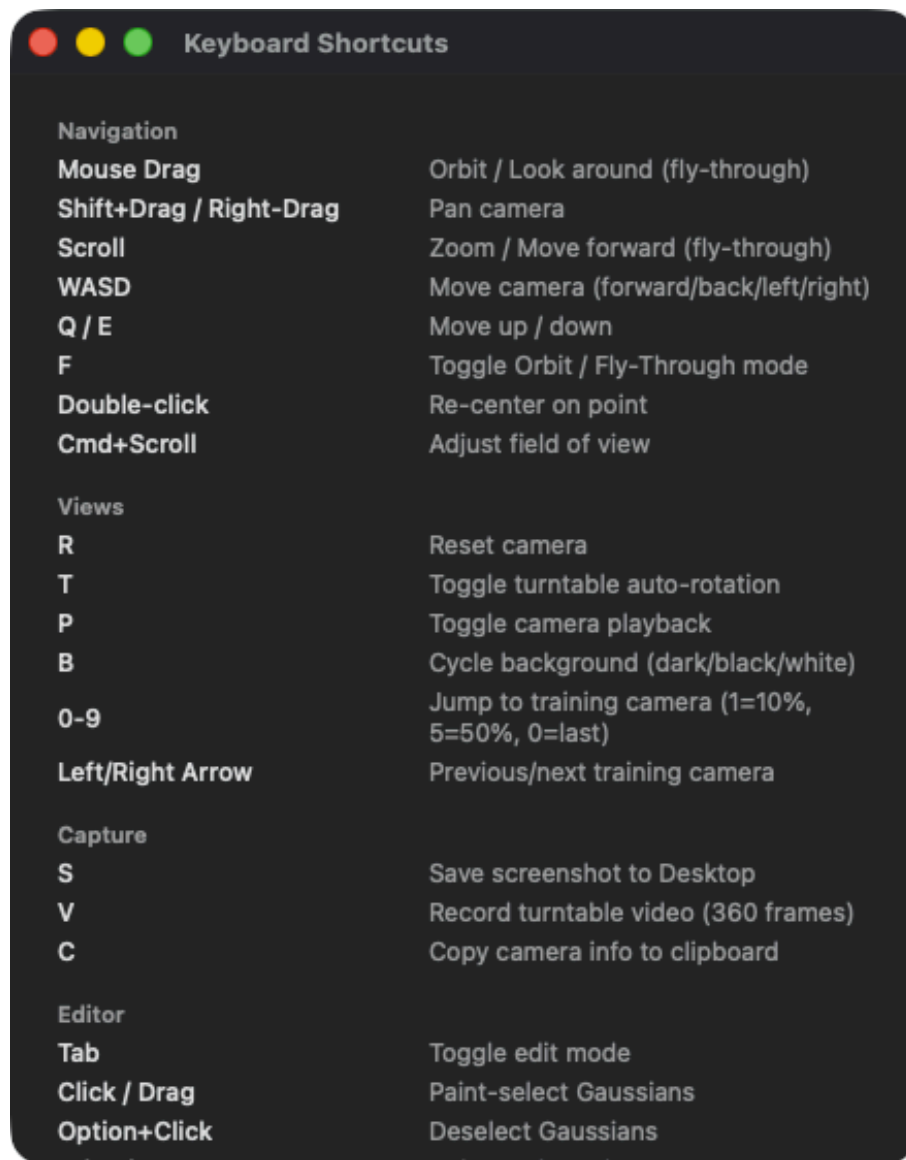 Keyboard Shortcuts
Navigation
Mouse Drag Orbit / Look around (fly-through)
Shift+Drag / Right-Drag Pan camera
Scroll Zoom / Move forward (fly-through)
WASD Move camera (forward/back/left/right)
Q / E Move up / down
F Toggle Orbit / Fly-Through mode
Double-click Re-center on point
Cmd+Scroll Adjust field of view
Views
R Reset camera
T Toggle turntable auto-rotation
P Toggle camera playback
B Cycle background (dark/black/white)
0-9 Jump to training camera (1=10%,
5=50%, 0=last)
Left/Right Arrow Previous/next training camera
Capture
S Save screenshot to Desktop
V Record turntable video (360 frames)
C Copy camera info to clipboard
Editor
Tab Toggle edit mode
Click / Drag Paint-select Gaussians
Option+Click Deselect Gaussians